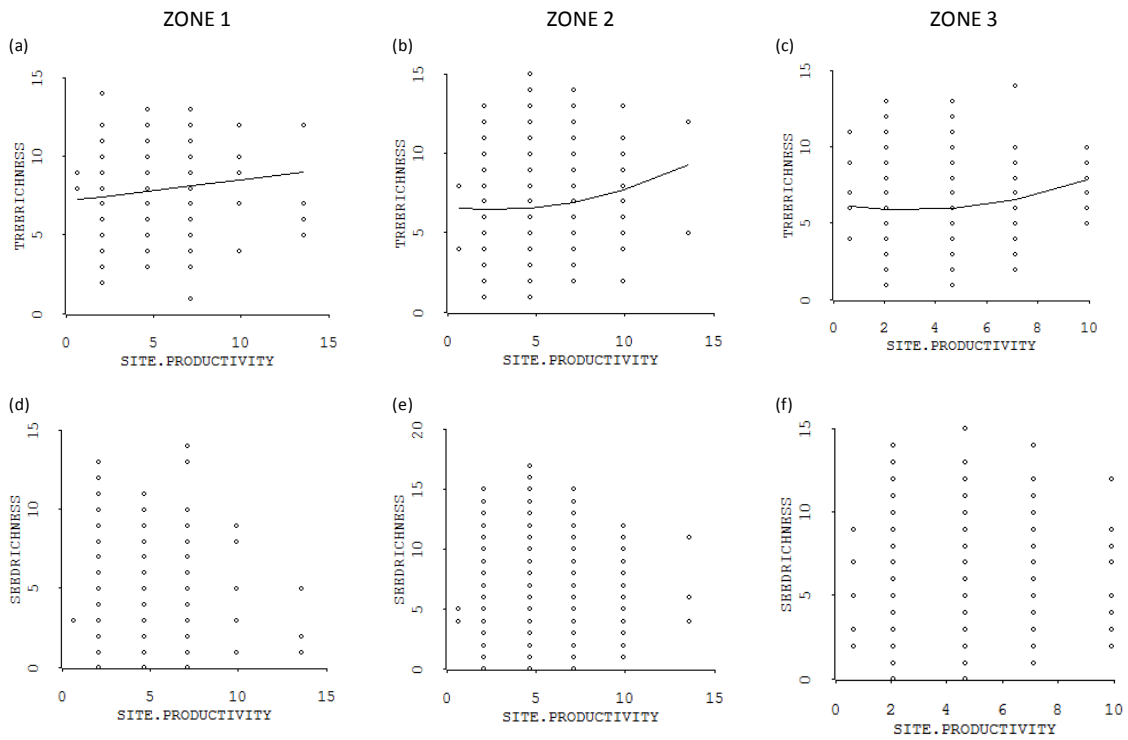 ZONE 1 ZONE 2 ZONE 3
(a) (b) (c)
TREERICHNESS
15
10
5
0
0 5 10 15
SITE.PRODUCTIVITY
TREERICHNESS
15
10
5
0
0 5 10 15
SITE.PRODUCTIVITY
TREERICHNESS
15
10
5
0
0 2 4 6 8 10
SITE.PRODUCTIVITY
(d) (e) (f)
SEEDRICHNESS
15
10
5
0
0 5 10 15
SITE.PRODUCTIVITY
SEEDRICHNESS
20
15
10
5
0
0 5 10 15
SITE.PRODUCTIVITY
SEEDRICHNESS
15
10
5
0
0 2 4 6 8 10
SITE.PRODUCTIVITY